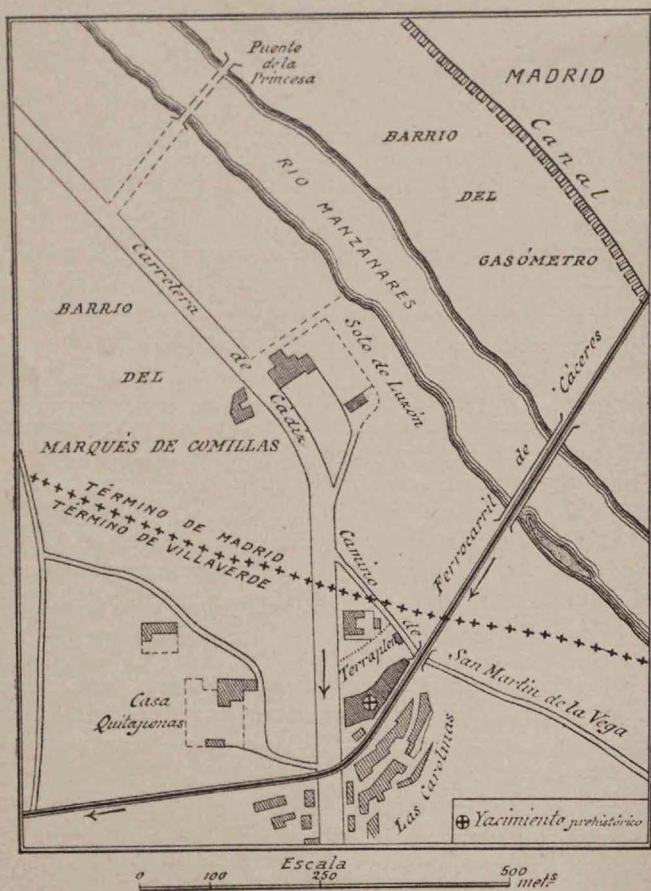 Puente
de la
Princesa
MADRID
Canal
BARRIO
DEL
GASÓMETRO
RIO MANZANARES
Carretera de Cádiz
BARRIO
DEL
MARQUÉS DE COMILLAS
Soto de Luzón
Ferrocarril de Cáceres
TÉRMINO DE MADRID
TÉRMINO DE VILLAVERDE
Camino de
San Martín de la Vega
Terraplén
Casa
Quitapenas
Las Carolinas
Yacimiento prehistórico
Escala
0 100 250 500
met.s